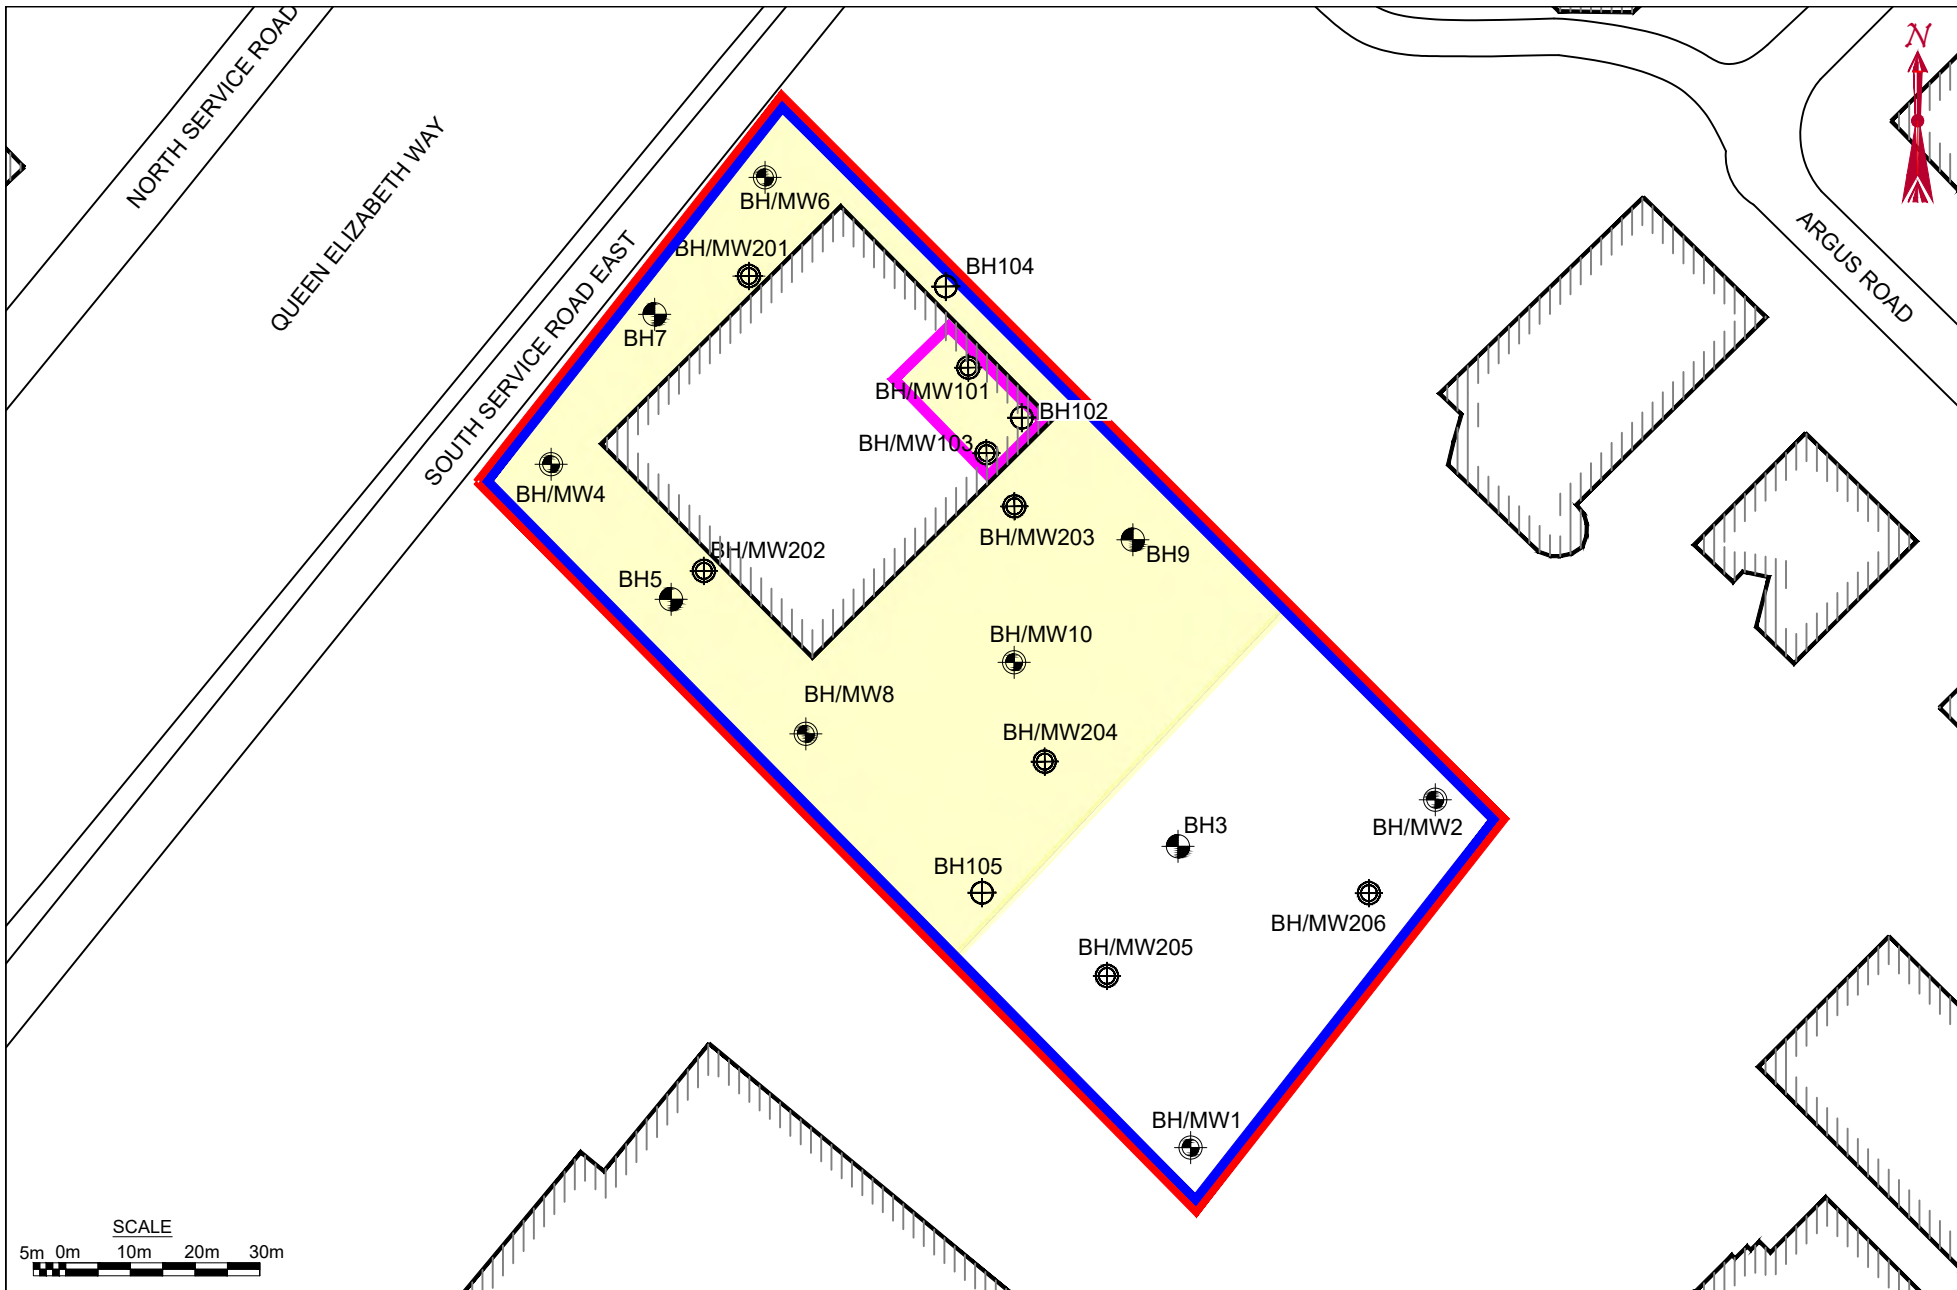 NORTH SERVICE ROAD
QUEEN ELIZABETH WAY
SOUTH SERVICE ROAD EAST
N
ARGUS ROAD
BH/MW6
BH/MW201
BH104
BH7
BH/MW101
BH102
BH/MW103
BH/MW4
BH/MW203
BH9
BH/MW202
BH5
BH/MW10
BH/MW8
BH/MW204
BH/MW2
BH3
BH105
BH/MW206
BH/MW205
BH/MW1
SCALE
5m 0m 10m 20m 30m